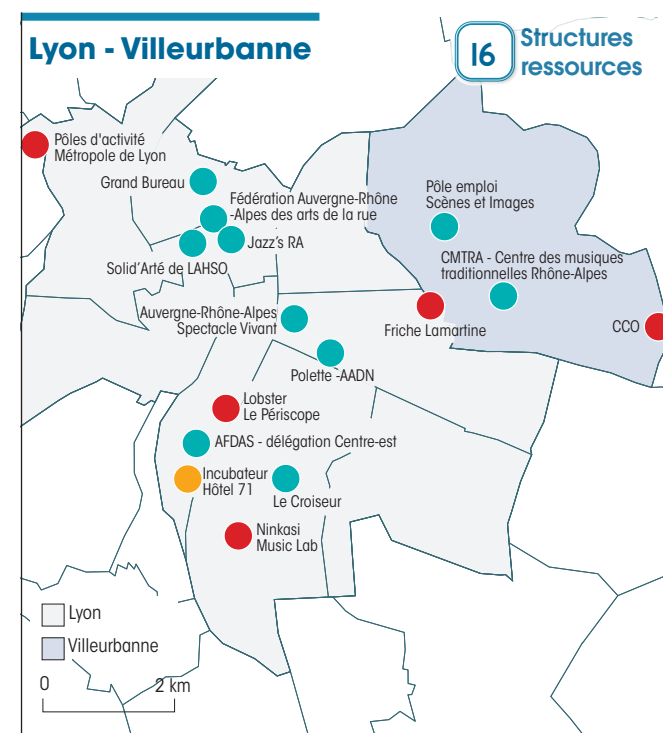 Lyon - Villeurbanne
16
Structures
ressources
Pôles d'activité
Métropole de Lyon
Grand Bureau
Fédération Auvergne-Rhône
-Alpes des arts de la rue
Jazz's RA
Solid'Arté de LAHSO
Pôle emploi
Scènes et Images
CMTRA - Centre des musiques
traditionnelles Rhône-Alpes
Auvergne-Rhône-Alpes
Spectacle Vivant
Friche Lamartine
CCO
Polette -AADN
Lobster
Le Périscope
AFDAS - délégation Centre-est
Incubateur
Hôtel 71
Le Croiseur
Ninkasi
Music Lab
Lyon
Villeurbanne
0 2 km